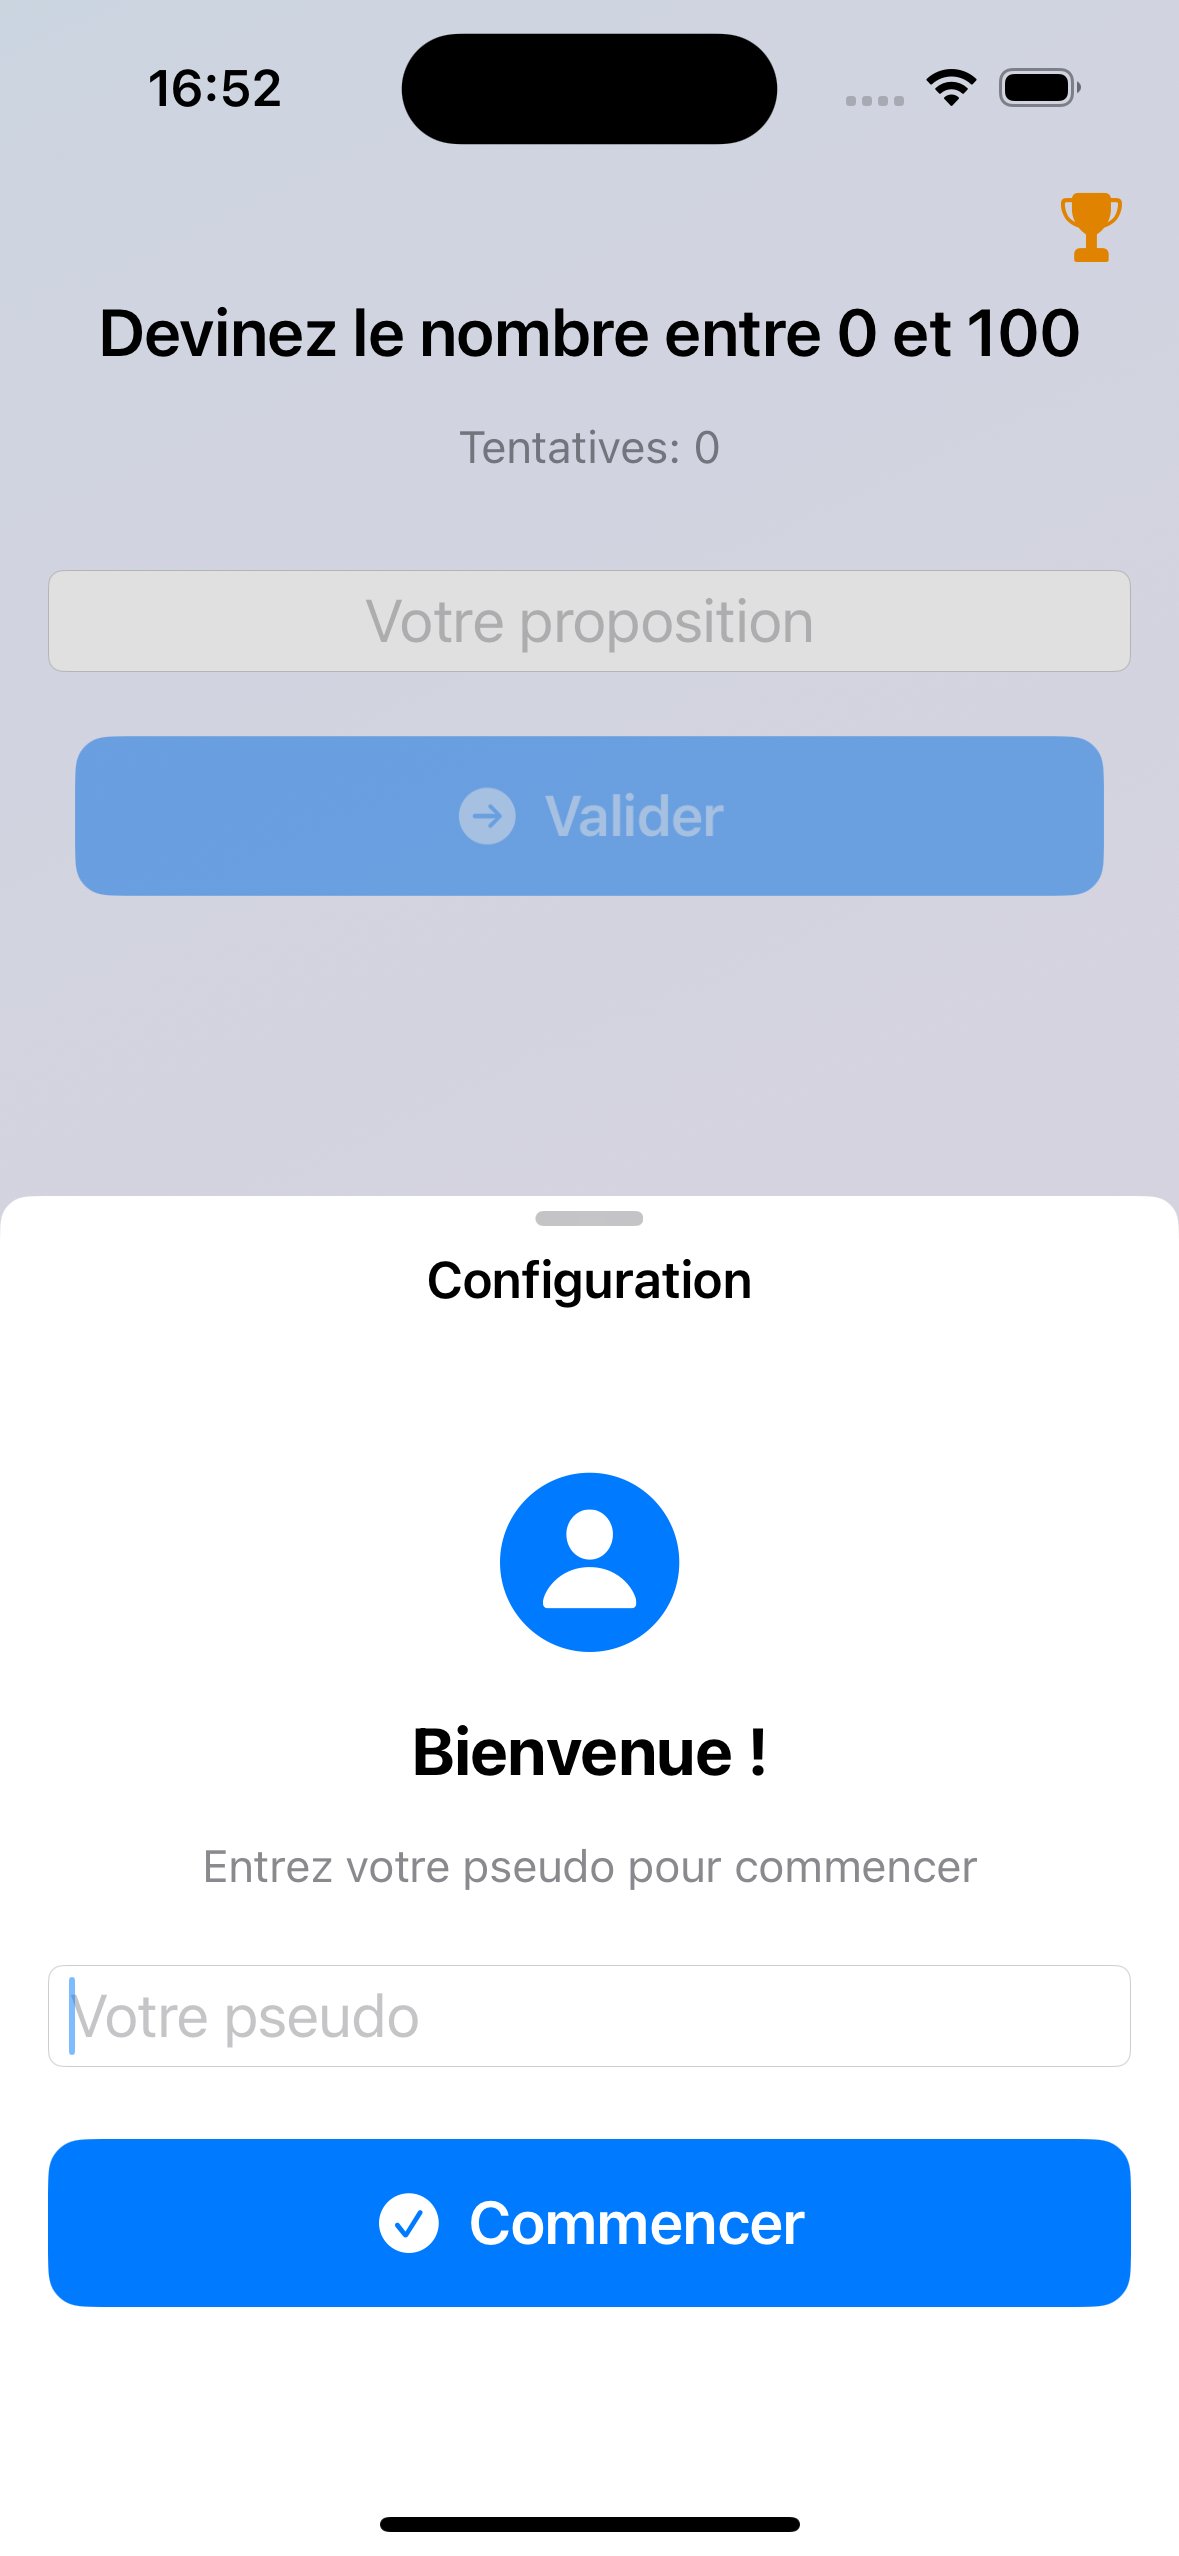 16:52
Devinez le nombre entre 0 et 100
Tentatives: 0
Votre proposition
Valider
Configuration
Bienvenue !
Entrez votre pseudo pour commencer
Votre pseudo
Commencer